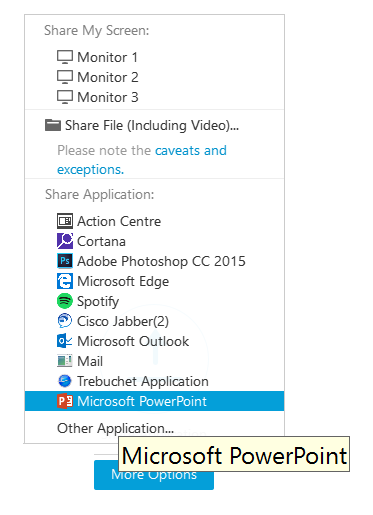 Share My Screen:
Monitor 1
Monitor 2
Monitor 3
Share File (Including Video)...
Please note the caveats and
exceptions.
Share Application:
Action Centre
Cortana
Adobe Photoshop CC 2015
Microsoft Edge
Spotify
Cisco Jabber(2)
Microsoft Outlook
Mail
Trebuchet Application
Microsoft PowerPoint
Other Application...
Microsoft PowerPoint
More Options